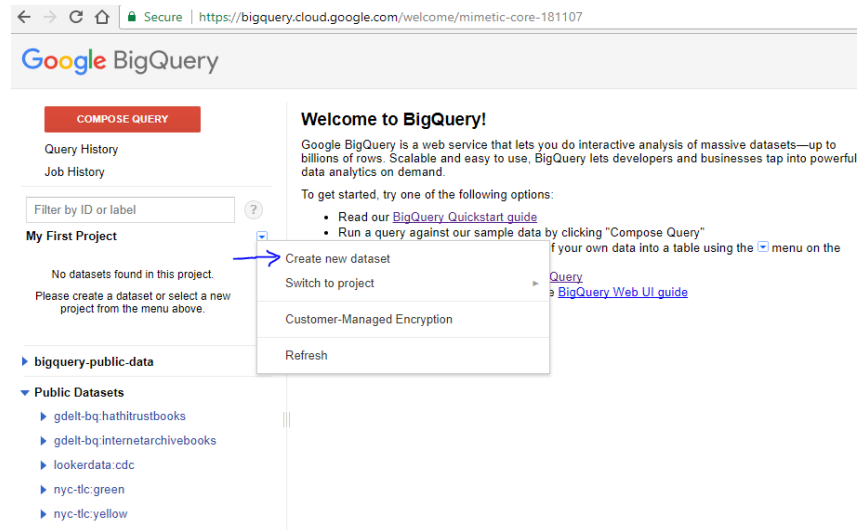 Secure | https://bigquery.cloud.google.com/welcome/mimetic-core-181107
Google BigQuery
COMPOSE QUERY
Query History
Job History
Filter by ID or label
?
My First Project
No datasets found in this project.
Please create a dataset or select a new
project from the menu above.
bigquery-public-data
Public Datasets
gdelt-bq:hathitrustbooks
gdelt-bq:internetarchivebooks
lookerdata:cdc
nyc-tlc:green
nyc-tlc:yellow
Create new dataset
Switch to project
Customer-Managed Encryption
Refresh
Welcome to BigQuery!
Google BigQuery is a web service that lets you do interactive analysis of massive datasets—up to
billions of rows. Scalable and easy to use, BigQuery lets developers and businesses tap into powerful
data analytics on demand.
To get started, try one of the following options:
Read our BigQuery Quickstart guide
Run a query against our sample data by clicking "Compose Query"
f your own data into a table using the menu on the
Query
BigQuery Web UI guide